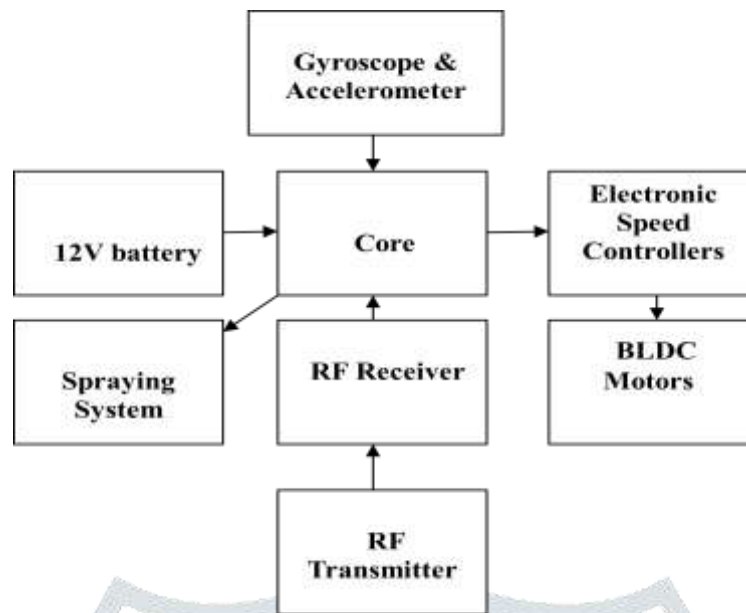 Gyroscope &
Accelerometer
12V battery
Core
Electronic
Speed
Controllers
Spraying
System
RF Receiver
BLDC
Motors
RF
Transmitter